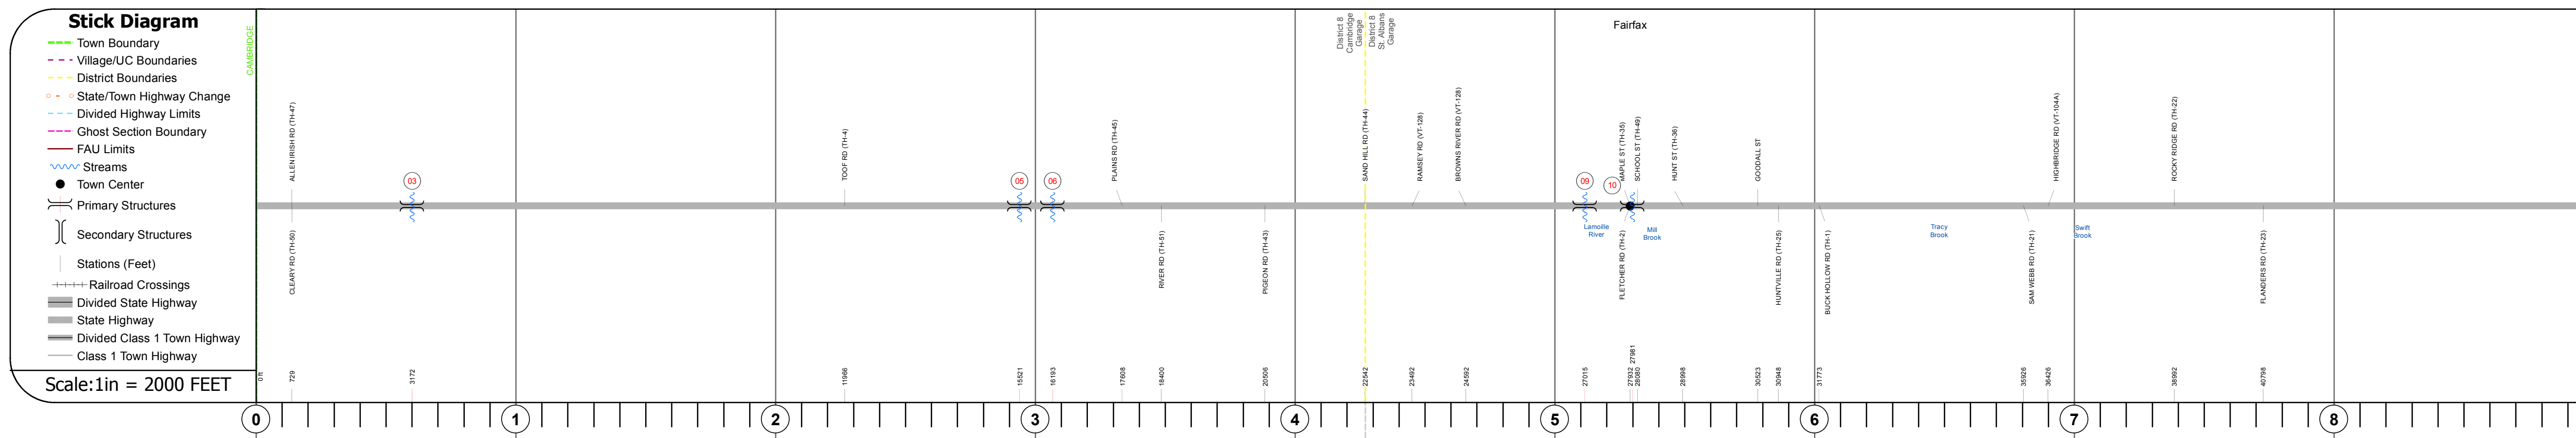 Stick Diagram
Town Boundary
Village/UC Boundaries
District Boundaries
State/Town Highway Change
Divided Highway Limits
Ghost Section Boundary
FAU Limits
Streams
Town Center
Primary Structures
Secondary Structures
Stations (Feet)
Railroad Crossings
Divided State Highway
State Highway
Divided Class 1 Town Highway
Class 1 Town Highway
Scale:1in = 2000 FEET
CAMBRIDGE
District 8
Cambridge
Garage
District 8
St. Albans
Garage
Fairfax
ALLEN IRISH RD (TH-47)
TOOF RD (TH-4)
PLAINS RD (TH-45)
SAND HILL RD (TH-44)
RAMSEY RD (VT-128)
BROWNS RIVER RD (VT-128)
MAPLE ST (TH-35)
SCHOOL ST (TH-49)
HUNT ST (TH-36)
GOODALL ST
HIGHBRIDGE RD (VT-104A)
ROCKY RIDGE RD (TH-22)
03
05
06
09
10
CLEARY RD (TH-50)
RIVER RD (TH-51)
PIGEON RD (TH-43)
Lamoille
River
FLETCHER RD (TH-2)
Mill
Brook
HUNTVILLE RD (TH-25)
BUCK HOLLOW RD (TH-1)
Tracy
Brook
SAM WEBB RD (TH-21)
Swift
Brook
FLANDERS RD (TH-23)
0 ft
729
3172
11966
15521
16193
17608
18400
20506
22542
23492
24592
27015
27932
27981
28080
28998
30523
30948
31773
35926
36426
38992
40798
0
1
2
3
4
5
6
7
8